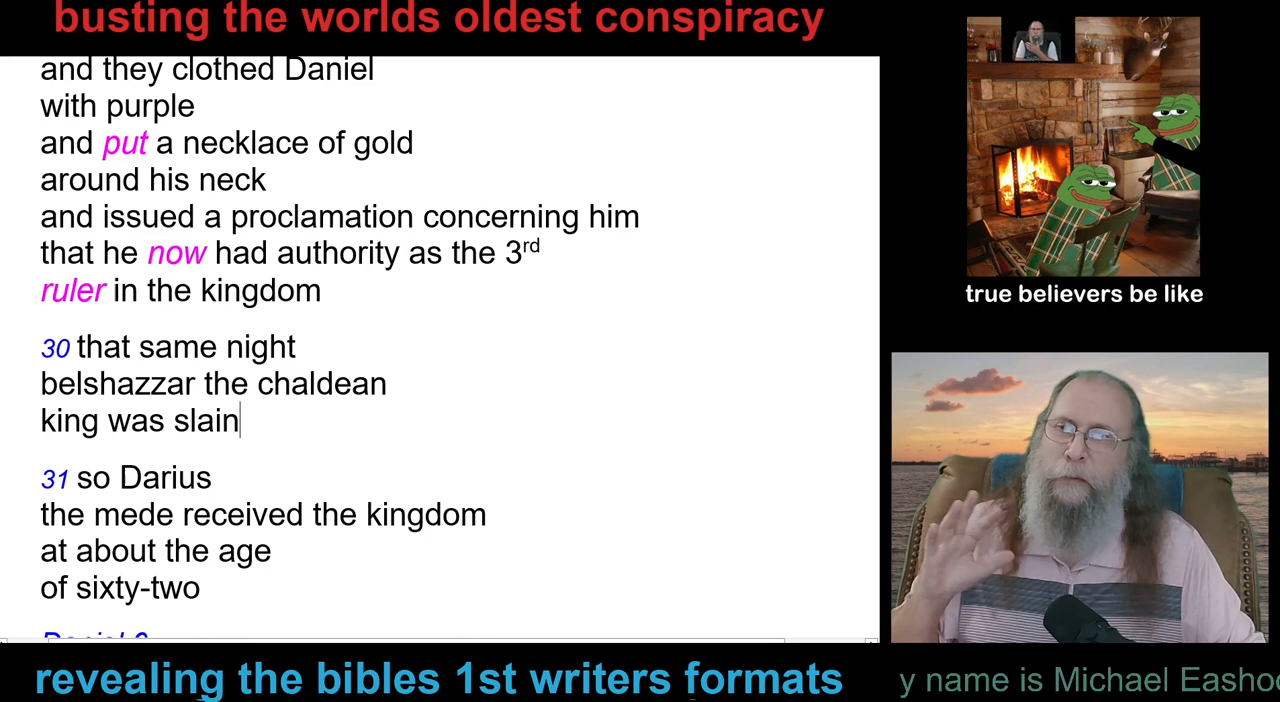 busting the worlds oldest conspiracy
and they clothed Daniel
with purple
and put a necklace of gold
around his neck
and issued a proclamation concerning him
that he now had authority as the 3rd
ruler in the kingdom
30 that same night
belshazzar the chaldean
king was slain
31 so Darius
the mede received the kingdom
at about the age
of sixty-two
true believers be like
revealing the bibles 1st writers formats
y name is Michael Easho